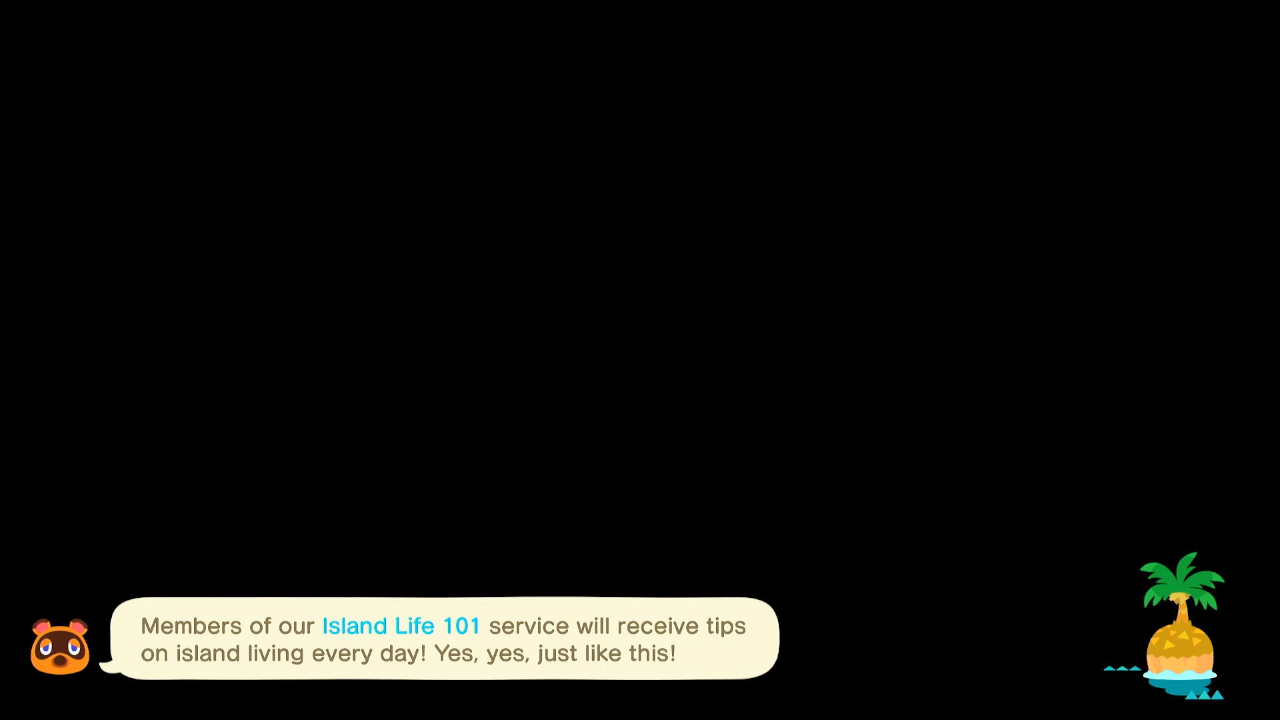 Members of our Island Life 101 service will receive tips
on island living every day! Yes, yes, just like this!